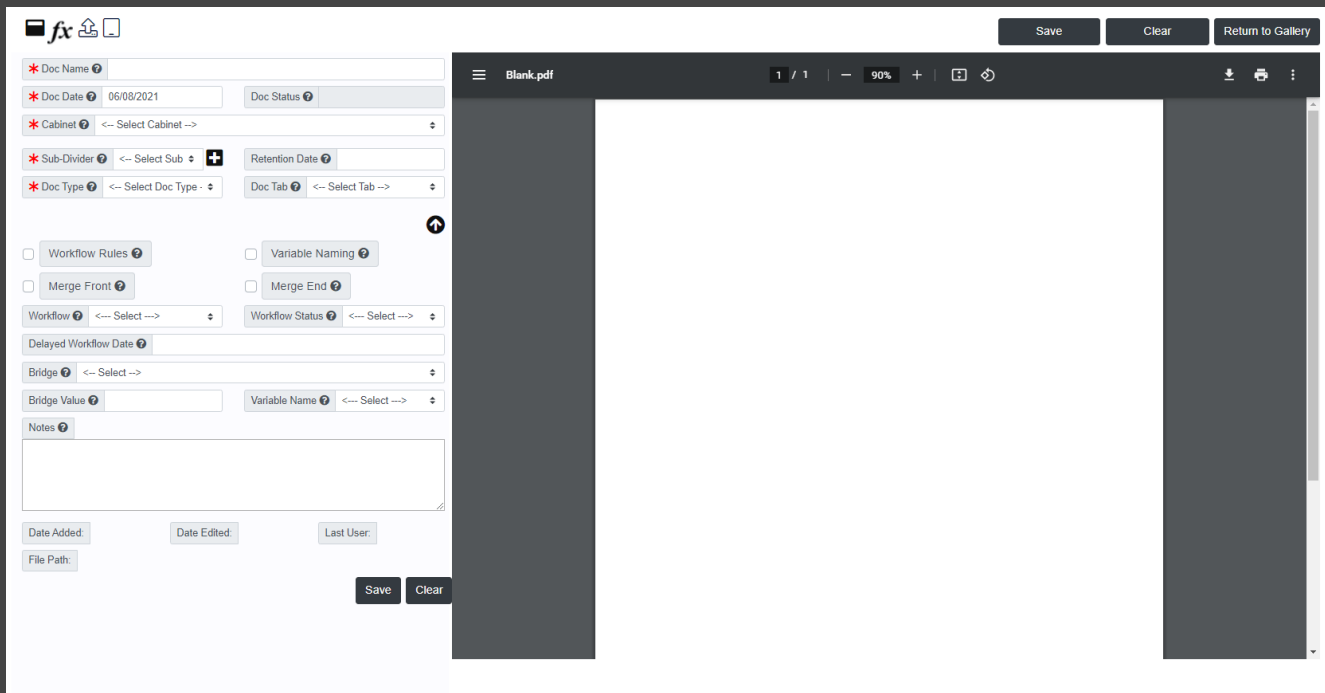 fx Save Clear Return to Gallery
* Doc Name ?
* Doc Date ? 06/08/2021 Doc Status ?
* Cabinet ? <-- Select Cabinet -->
* Sub-Divider ? <-- Select Sub Retention Date ?
* Doc Type ? <-- Select Doc Type - Doc Tab ? <-- Select Tab -->
Workflow Rules ? Variable Naming ?
Merge Front ? Merge End ?
Workflow ? <--- Select ---> Workflow Status ? <--- Select --->
Delayed Workflow Date ?
Bridge ? <-- Select -->
Bridge Value ? Variable Name ? <--- Select --->
Notes ?
Date Added: Date Edited: Last User:
File Path:
Save Clear
Blank.pdf 1 / 1 | − 90% + |